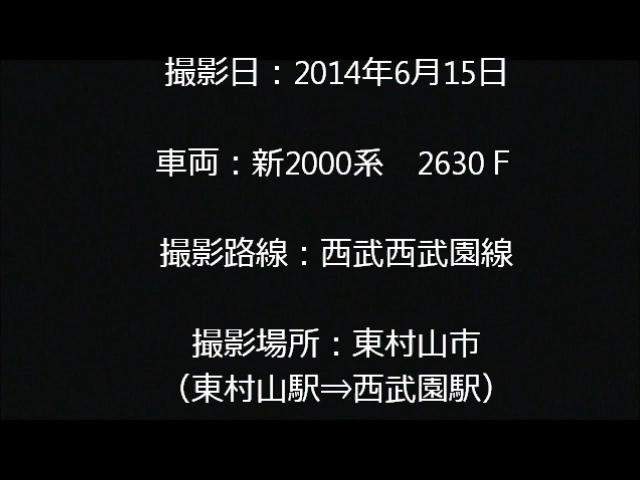 撮影日：2014年6月15日
車両：新2000系　2630Ｆ
撮影路線：西武西武園線
撮影場所：東村山市
（東村山駅⇒西武園駅）